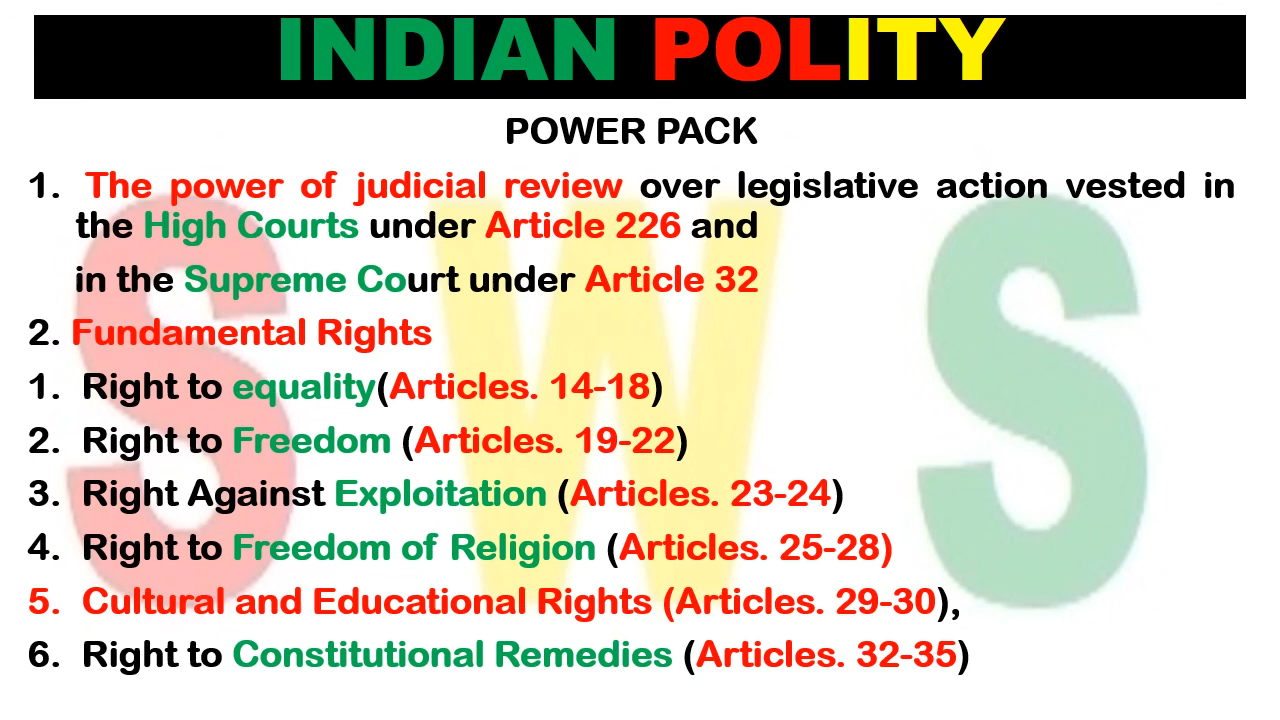 INDIAN POLITY
POWER PACK
1. The power of judicial review over legislative action vested in
the High Courts under Article 226 and
in the Supreme Court under Article 32
2. Fundamental Rights
1. Right to equality(Articles. 14-18)
2. Right to Freedom (Articles. 19-22)
3. Right Against Exploitation (Articles. 23-24)
4. Right to Freedom of Religion (Articles. 25-28)
5. Cultural and Educational Rights (Articles. 29-30),
6. Right to Constitutional Remedies (Articles. 32-35)
S W S